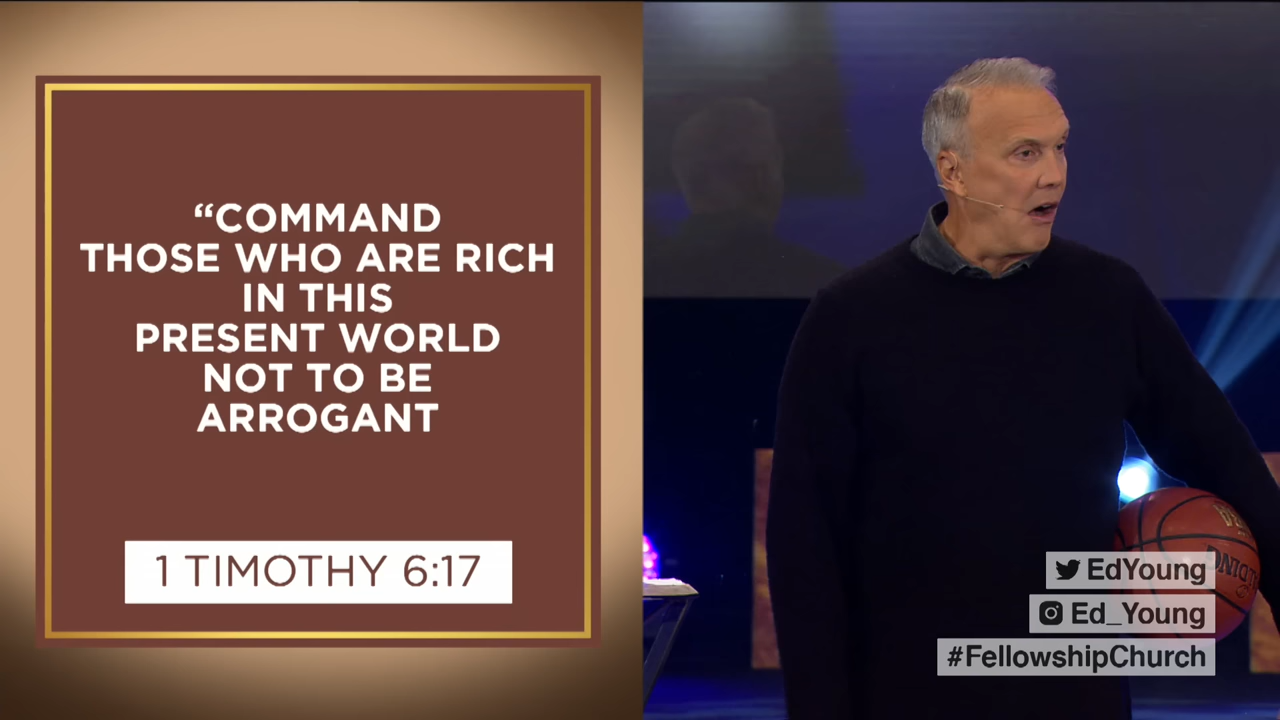 “COMMAND
THOSE WHO ARE RICH
IN THIS
PRESENT WORLD
NOT TO BE
ARROGANT
1 TIMOTHY 6:17
EdYoung
Ed_Young
#FellowshipChurch